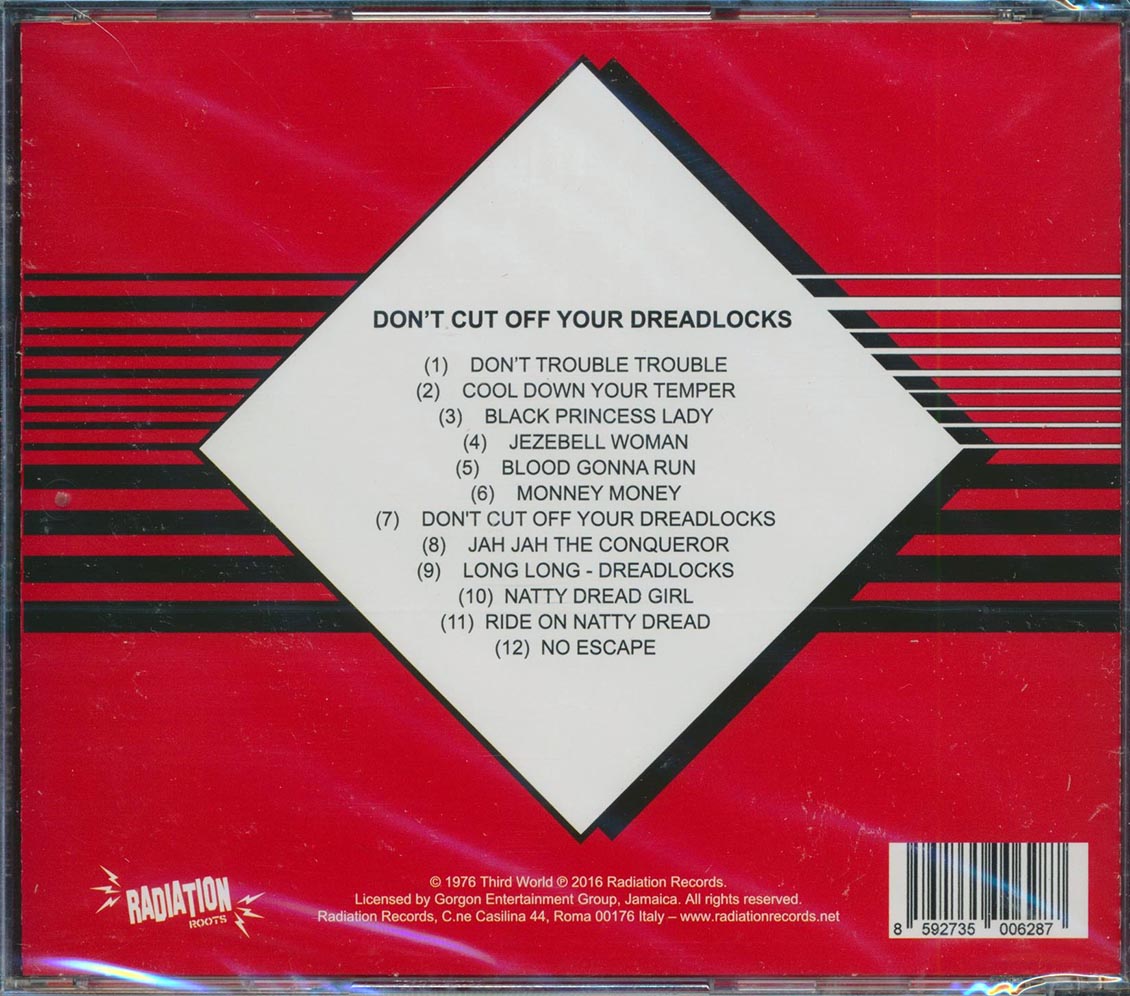 DON'T CUT OFF YOUR DREADLOCKS
(1) DON'T TROUBLE TROUBLE
(2) COOL DOWN YOUR TEMPER
(3) BLACK PRINCESS LADY
(4) JEZEBELL WOMAN
(5) BLOOD GONNA RUN
(6) MONNEY MONEY
(7) DON'T CUT OFF YOUR DREADLOCKS
(8) JAH JAH THE CONQUEROR
(9) LONG LONG - DREADLOCKS
(10) NATTY DREAD GIRL
(11) RIDE ON NATTY DREAD
(12) NO ESCAPE
RADIATION
ROOTS
© 1976 Third World ℗ 2016 Radiation Records.
Licensed by Gorgon Entertainment Group, Jamaica. All rights reserved.
Radiation Records, C.ne Casilina 44, Roma 00176 Italy – www.radiationrecords.net
8 592735 006287